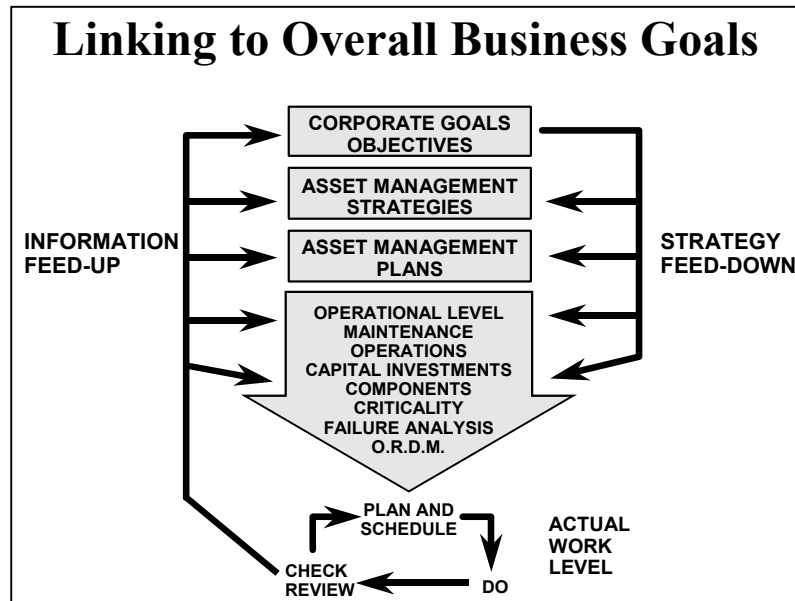 Linking to Overall Business Goals
CORPORATE GOALS
OBJECTIVES
ASSET MANAGEMENT
STRATEGIES
INFORMATION
FEED-UP
ASSET MANAGEMENT
PLANS
STRATEGY
FEED-DOWN
OPERATIONAL LEVEL
MAINTENANCE
OPERATIONS
CAPITAL INVESTMENTS
COMPONENTS
CRITICALITY
FAILURE ANALYSIS
O.R.D.M.
PLAN AND
SCHEDULE
ACTUAL
WORK
LEVEL
CHECK
REVIEW
DO